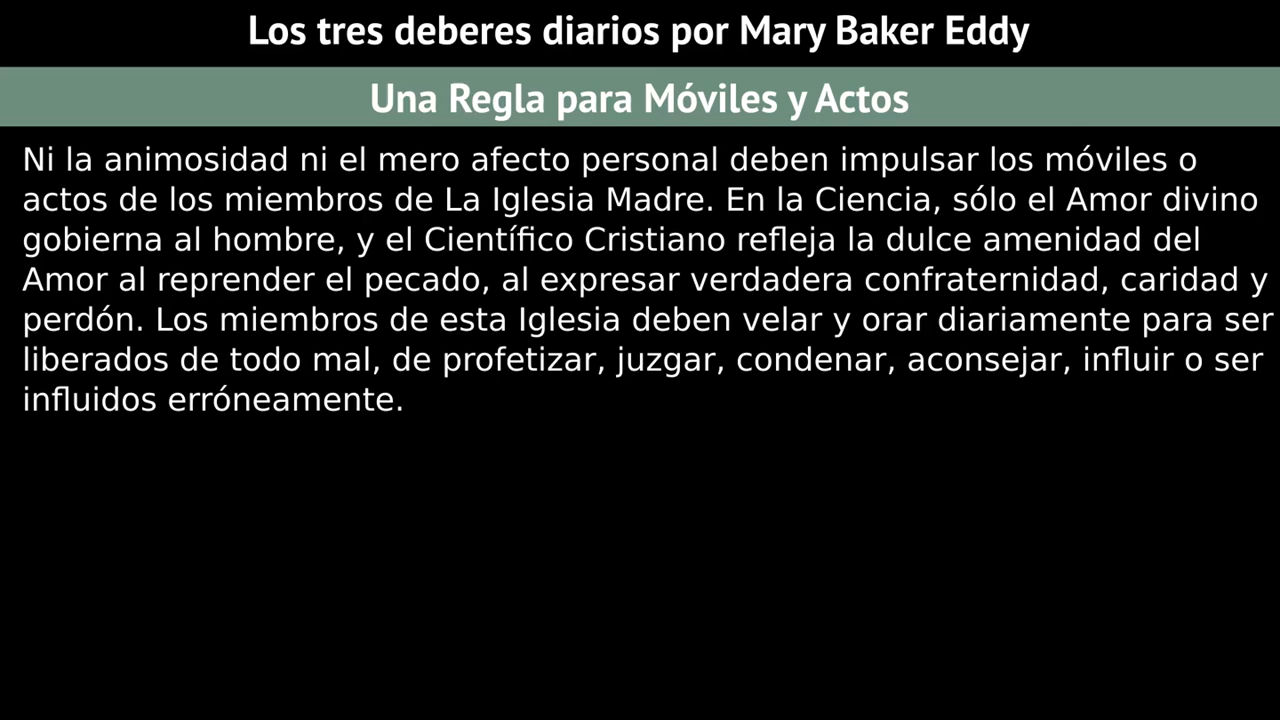 Los tres deberes diarios por Mary Baker Eddy
Una Regla para Móviles y Actos
Ni la animosidad ni el mero afecto personal deben impulsar los móviles o
actos de los miembros de La Iglesia Madre. En la Ciencia, sólo el Amor divino
gobierna al hombre, y el Científico Cristiano refleja la dulce amenidad del
Amor al reprender el pecado, al expresar verdadera confraternidad, caridad y
perdón. Los miembros de esta Iglesia deben velar y orar diariamente para ser
liberados de todo mal, de profetizar, juzgar, condenar, aconsejar, influir o ser
influidos erróneamente.